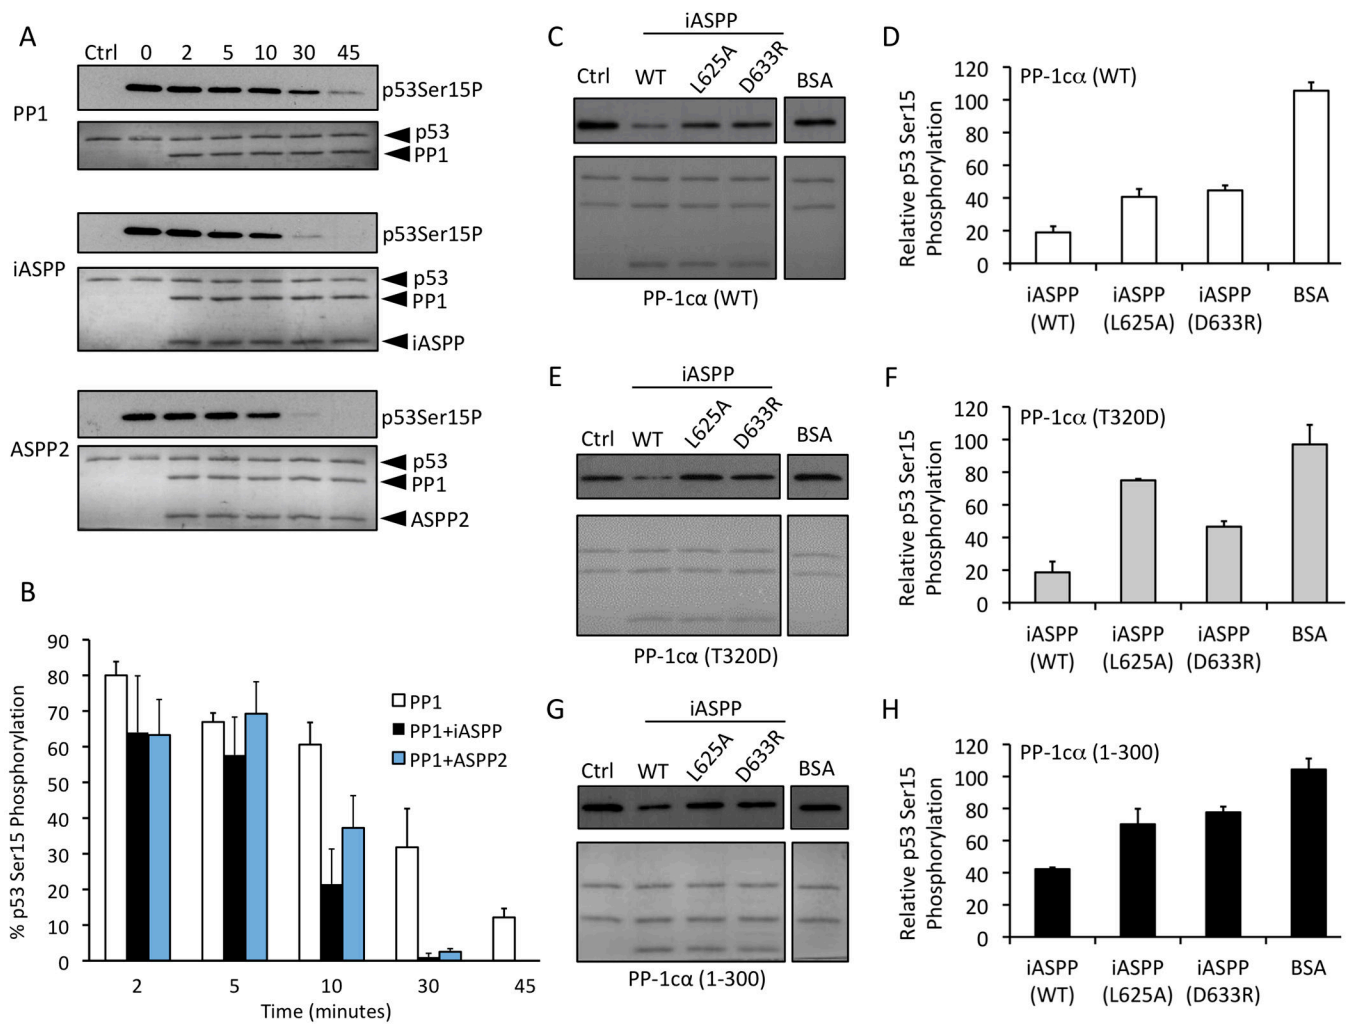 A
Ctrl 0 2 5 10 30 45
p53Ser15P
PP1
p53
PP1
p53Ser15P
iASPP
p53
PP1
iASPP
p53Ser15P
ASPP2
p53
PP1
ASPP2
B
% p53 Ser15 Phosphorylation
90
80
70
60
50
40
30
20
10
0
PP1
PP1+iASPP
PP1+ASPP2
2 5 10 30 45
Time (minutes)
C
iASPP
Ctrl WT L625A D633R BSA
PP-1cα (WT)
D
PP-1cα (WT)
Relative p53 Ser15
Phosphorylation
120
100
80
60
40
20
0
iASPP iASPP iASPP BSA
(WT) (L625A) (D633R)
E
iASPP
Ctrl WT L625A D633R BSA
PP-1cα (T320D)
F
PP-1cα (T320D)
Relative p53 Ser15
Phosphorylation
120
100
80
60
40
20
0
iASPP iASPP iASPP BSA
(WT) (L625A) (D633R)
G
iASPP
Ctrl WT L625A D633R BSA
PP-1cα (1-300)
H
PP-1cα (1-300)
Relative p53 Ser15
Phosphorylation
120
100
80
60
40
20
0
iASPP iASPP iASPP BSA
(WT) (L625A) (D633R)